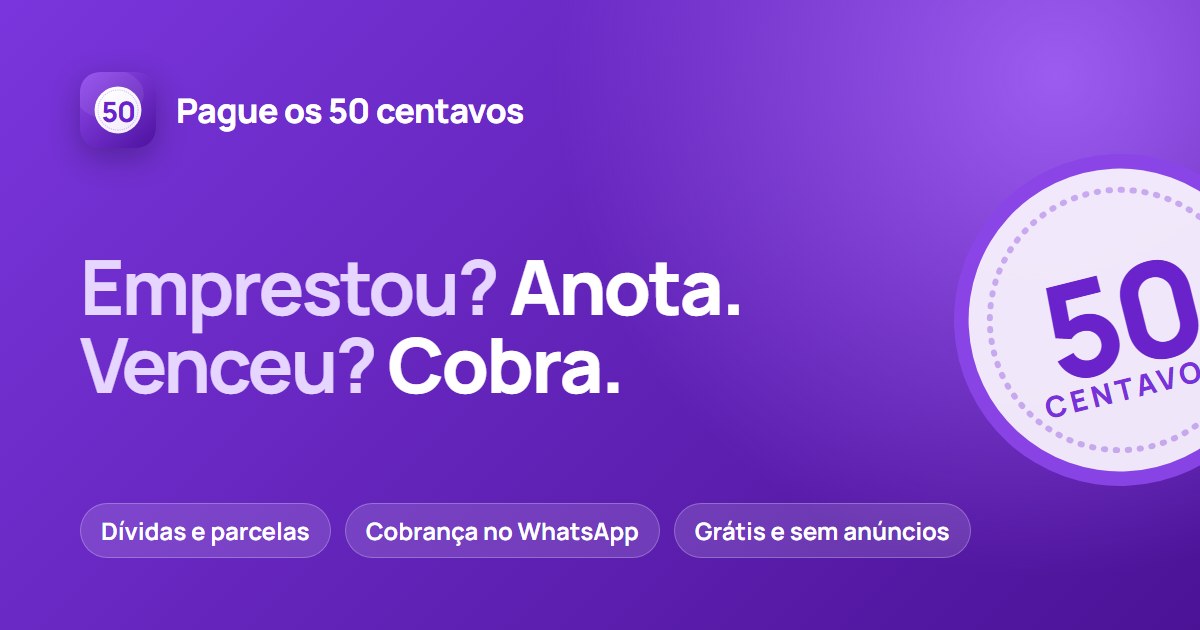 50
Pague os 50 centavos
Emprestou? Anota.
Venceu? Cobra.
50
CENTAVO
Dívidas e parcelas
Cobrança no WhatsApp
Grátis e sem anúncios